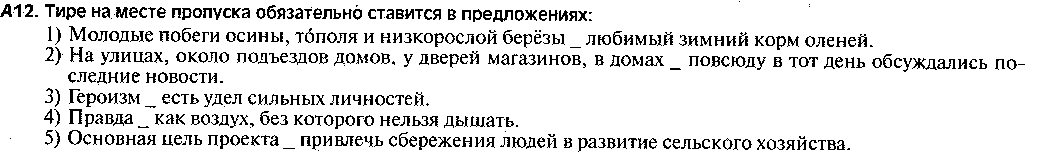 А12. Тире на месте пропуска обязательно ставится в предложениях:
1) Молодые побеги осины, то́поля и низкорослой берёзы _ любимый зимний корм оленей.
2) На улицах, около подъездов домов, у дверей магазинов, в домах _ повсюду в тот день обсуждались по-
следние новости.
3) Героизм _ есть удел сильных личностей.
4) Правда _ как воздух, без которого нельзя дышать.
5) Основная цель проекта _ привлечь сбережения людей в развитие сельского хозяйства.